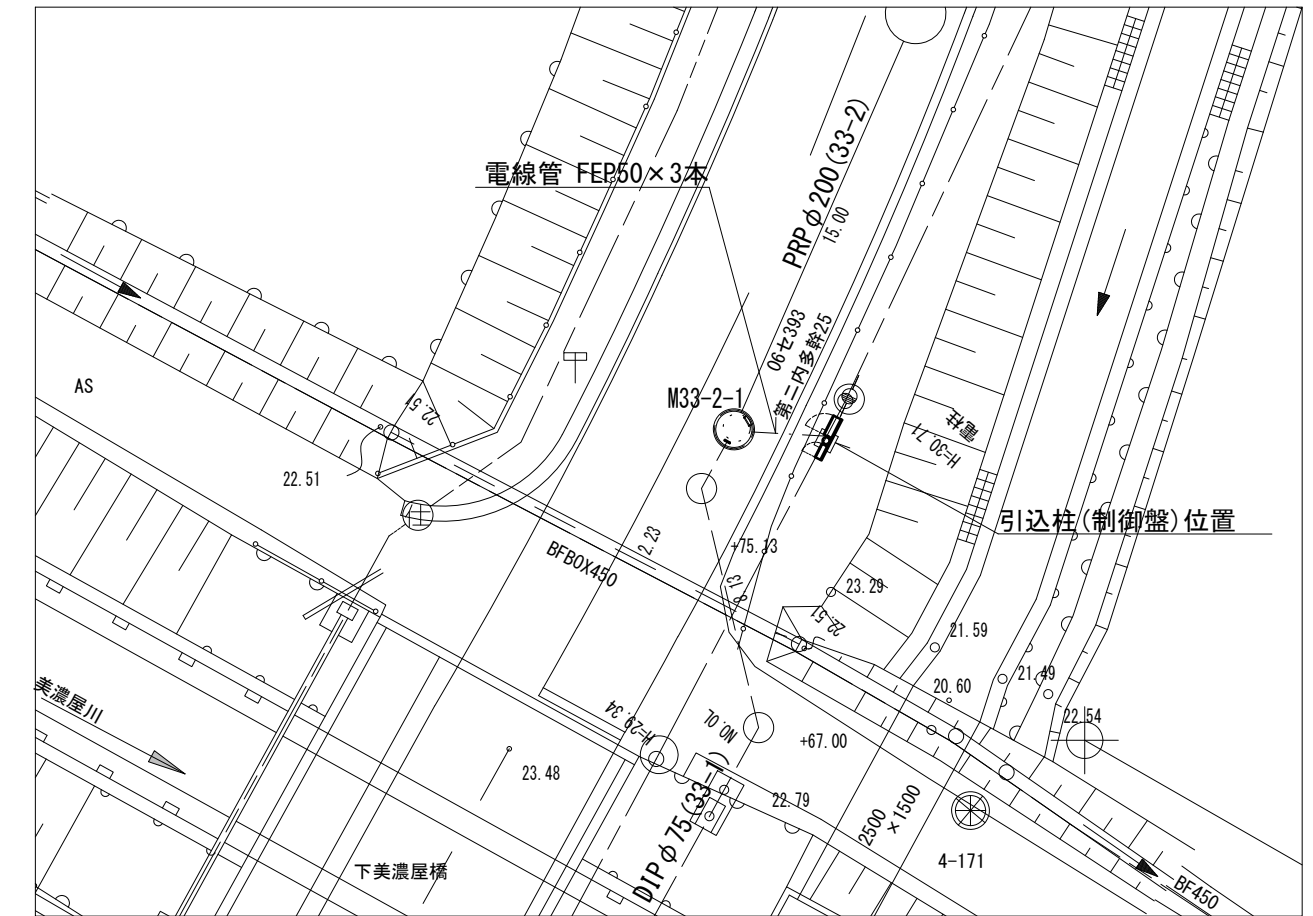 電線管 FEP50×3本
PRPφ200(33-2)
15.00
06セ393
第二内多幹25
M33-2-1
AS
22.51
22.51
電柱
H=30.71
引込柱(制御盤)位置
BFBOX450
2.23
+75.13
8.13
23.29
22.51
21.59
21.49
20.60
22.54
美濃屋川
H=29.34
NO.0L
+67.00
23.48
22.79
DIPφ75(33-1)
2500
×1500
下美濃屋橋
4-171
BF450